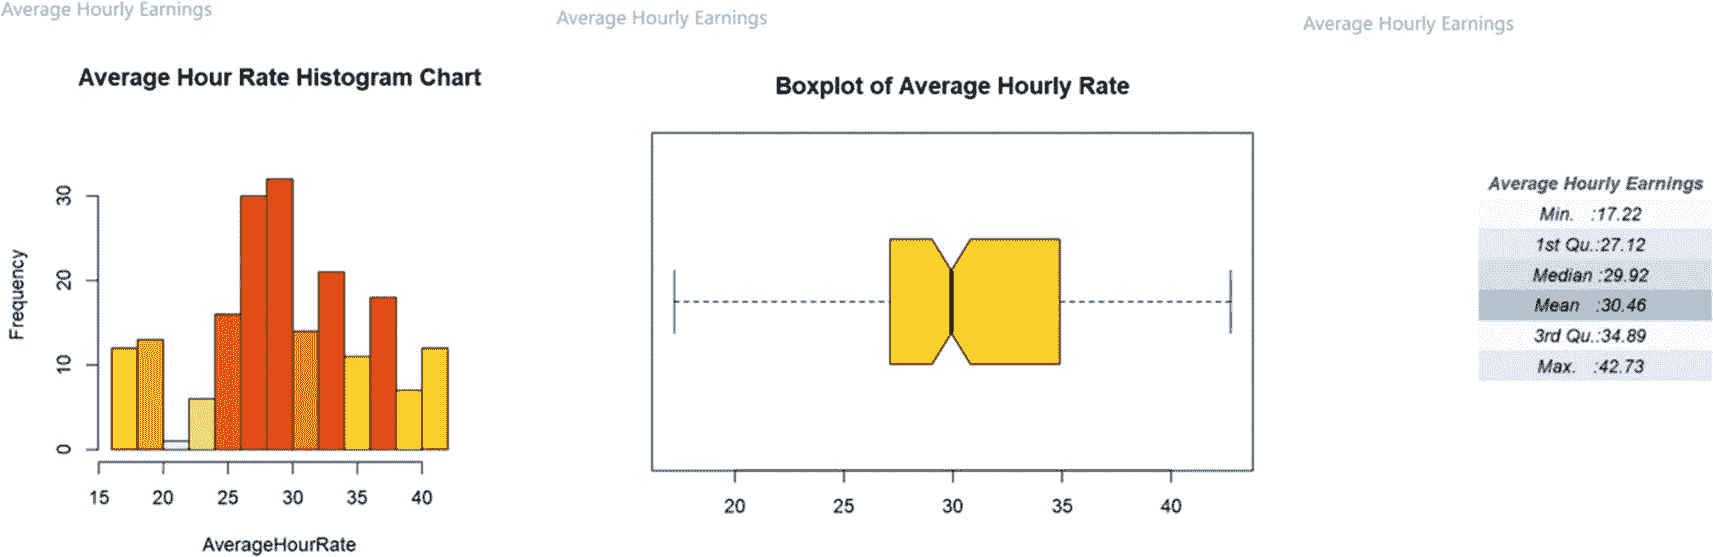 Average Hourly Earnings
Average Hour Rate Histogram Chart
Frequency
30
20
10
0
15 20 25 30 35 40
AverageHourRate
Average Hourly Earnings
Boxplot of Average Hourly Rate
20 25 30 35 40
Average Hourly Earnings
Average Hourly Earnings
Min. :17.22
1st Qu.:27.12
Median :29.92
Mean :30.46
3rd Qu.:34.89
Max. :42.73